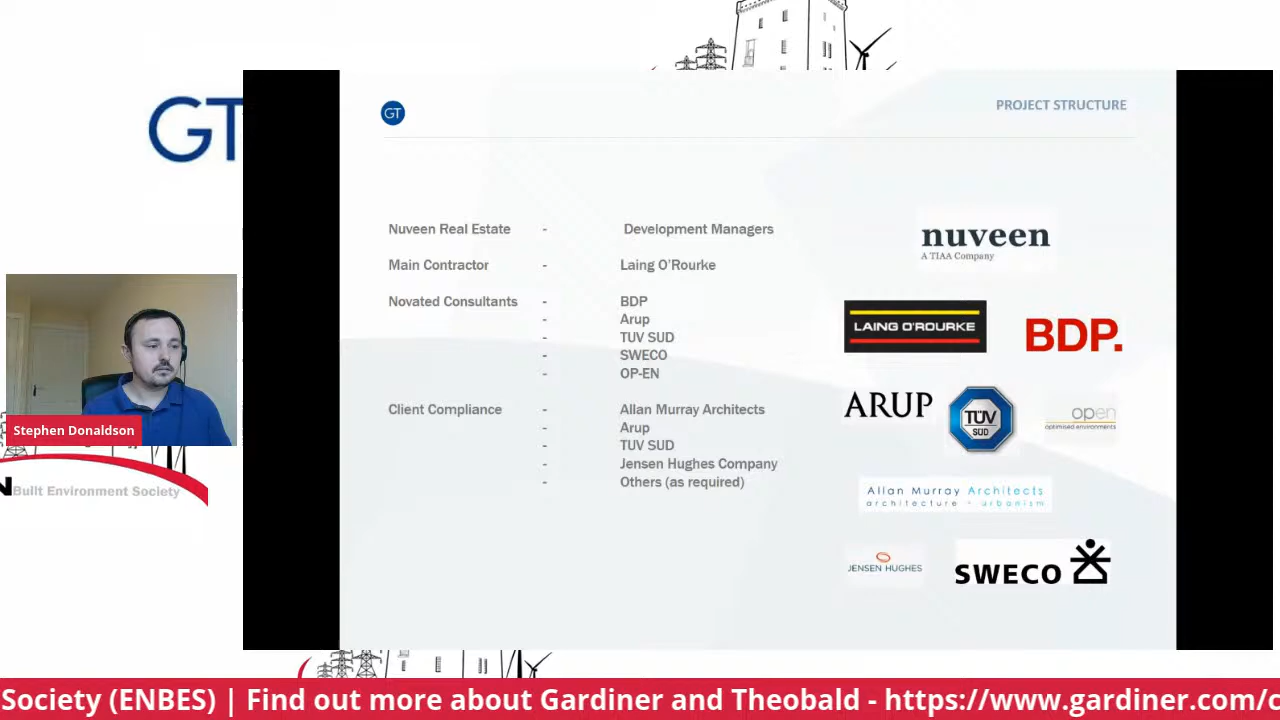 GT
GT
PROJECT STRUCTURE
Nuveen Real Estate - Development Managers
Main Contractor - Laing O'Rourke
Novated Consultants - BDP
- Arup
- TUV SUD
- SWECO
- OP-EN
Client Compliance - Allan Murray Architects
- Arup
- TUV SUD
- Jensen Hughes Company
- Others (as required)
nuveen
A TIAA Company
LAING O'ROURKE
BDP.
ARUP
TÜV
SÜD
open
optimised environments
Allan Murray Architects
architecture - urbanism
JENSEN HUGHES
SWECO
Stephen Donaldson
N Built Environment Society
Society (ENBES) | Find out more about Gardiner and Theobald - https://www.gardiner.com/c